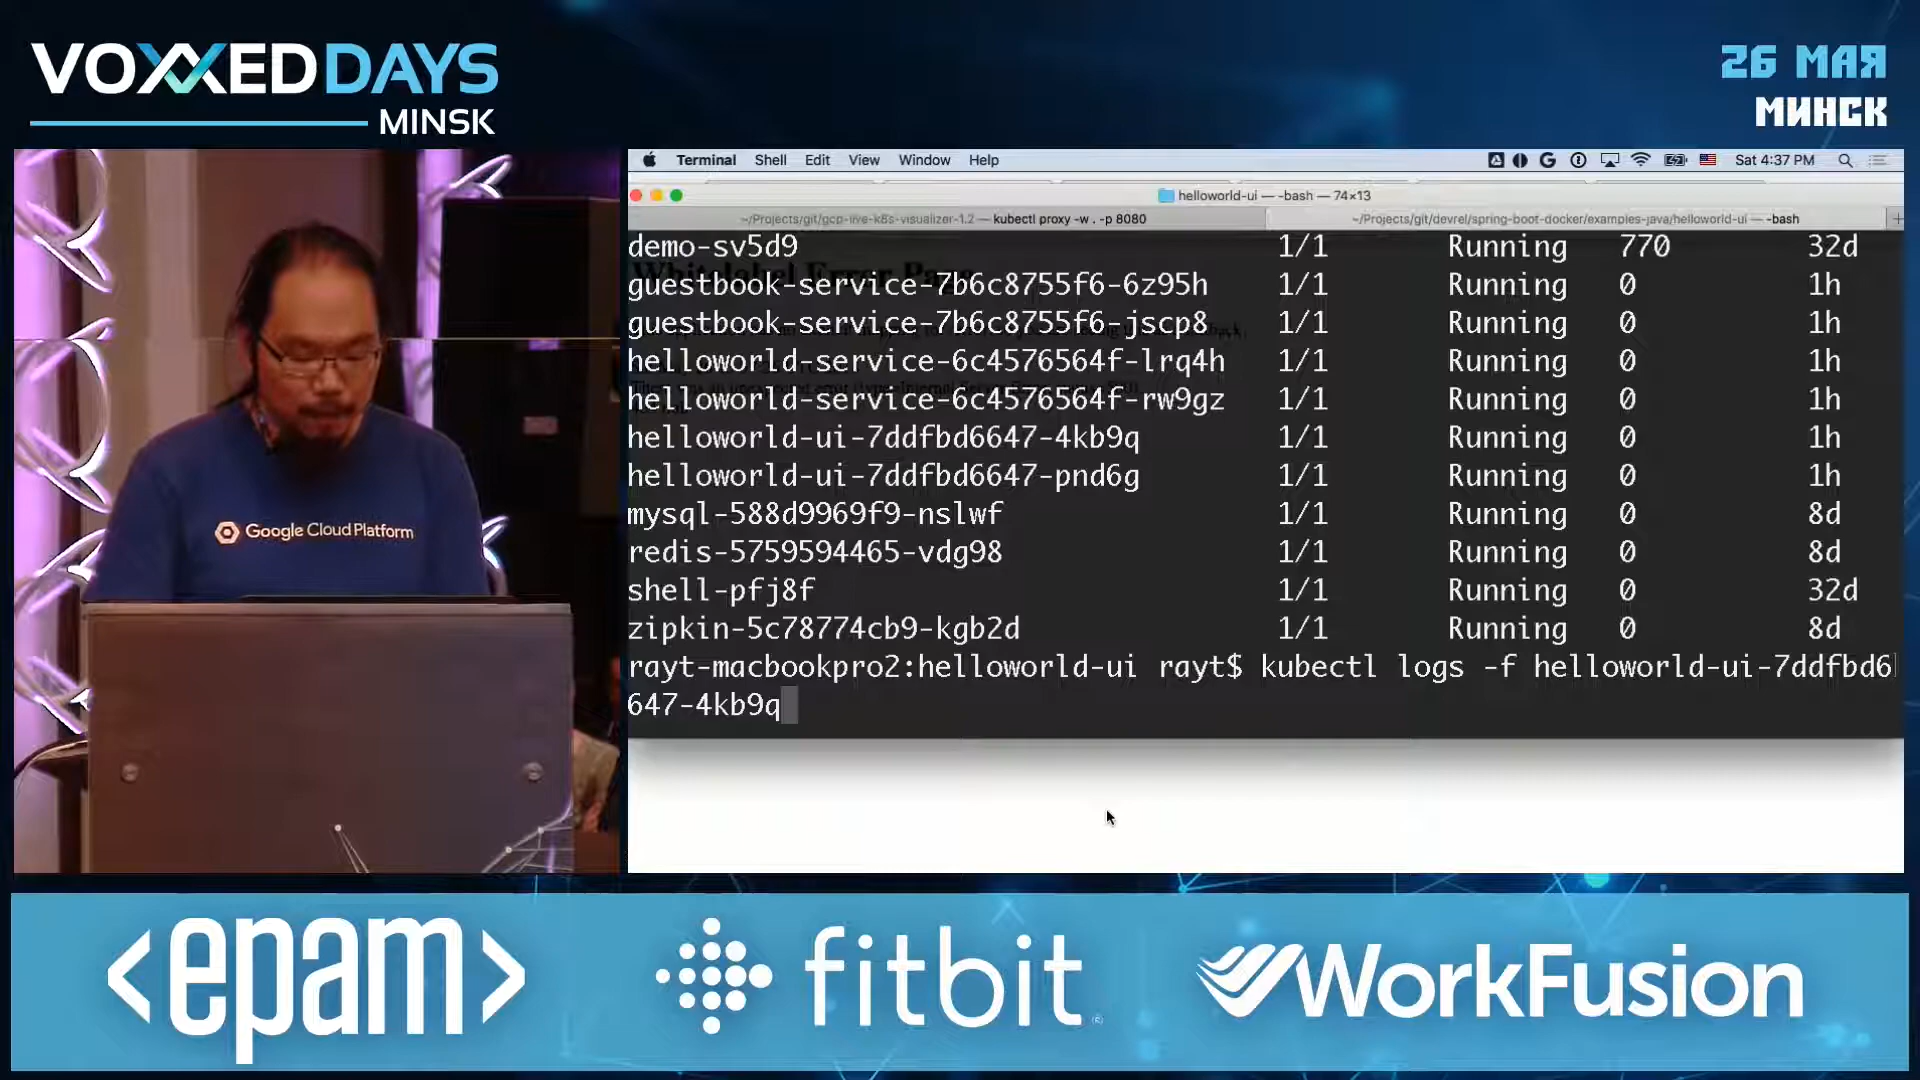 VOXXED DAYS
MINSK
26 МАЯ
МИНСК
Terminal Shell Edit View Window Help
Sat 4:37 PM
helloworld-ui — -bash — 74×13
~/Projects/git/gcp-live-k8s-visualizer-1.2 — kubectl proxy -w . -p 8080
~/Projects/git/devrel/spring-boot-docker/examples-java/helloworld-ui — -bash
demo-sv5d9 1/1 Running 770 32d
Whitelabel Error Page
guestbook-service-7b6c8755f6-6z95h 1/1 Running 0 1h
guestbook-service-7b6c8755f6-jscp8 1/1 Running 0 1h
helloworld-service-6c4576564f-lrq4h 1/1 Running 0 1h
helloworld-service-6c4576564f-rw9gz 1/1 Running 0 1h
helloworld-ui-7ddfbd6647-4kb9q 1/1 Running 0 1h
helloworld-ui-7ddfbd6647-pnd6g 1/1 Running 0 1h
mysql-588d9969f9-nslwf 1/1 Running 0 8d
redis-5759594465-vdg98 1/1 Running 0 8d
shell-pfj8f 1/1 Running 0 32d
zipkin-5c78774cb9-kgb2d 1/1 Running 0 8d
rayt-macbookpro2:helloworld-ui rayt$ kubectl logs -f helloworld-ui-7ddfbd6
647-4kb9q
Google Cloud Platform
<epam>
fitbit
WorkFusion